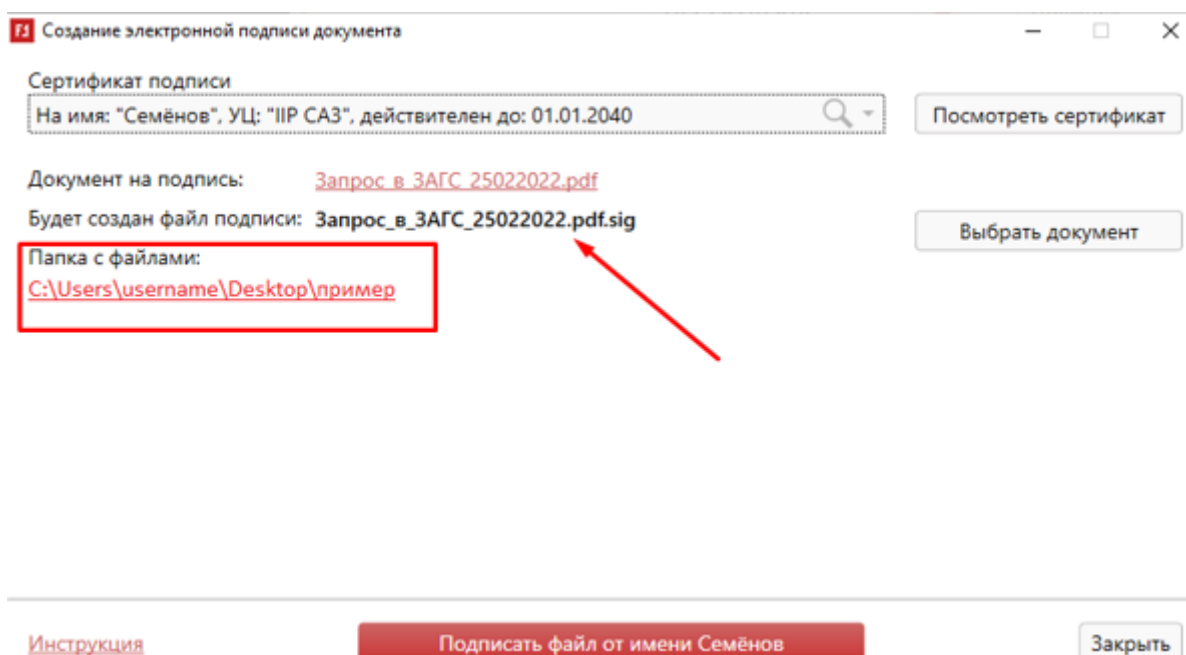 Создание электронной подписи документа
Сертификат подписи
На имя: "Семёнов", УЦ: "IIP CA3", действителен до: 01.01.2040
Посмотреть сертификат
Документ на подпись: Запрос_в_ЗАГС_25022022.pdf
Будет создан файл подписи: Запрос_в_ЗАГС_25022022.pdf.sig
Выбрать документ
Папка с файлами:
C:\Users\username\Desktop\пример
Инструкция
Подписать файл от имени Семёнов
Закрыть